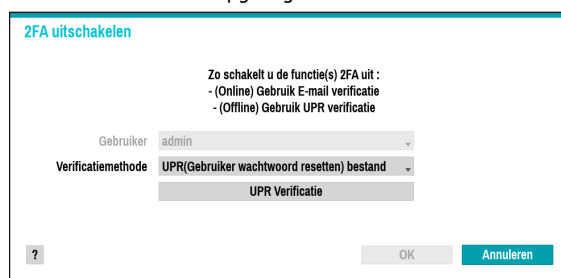 2FA uitschakelen
Zo schakelt u de functie(s) 2FA uit :
- (Online) Gebruik E-mail verificatie
- (Offline) Gebruik UPR verificatie
Gebruiker admin
Verificatiemethode UPR(Gebruiker wachtwoord resetten) bestand
UPR Verificatie
? OK Annuleren